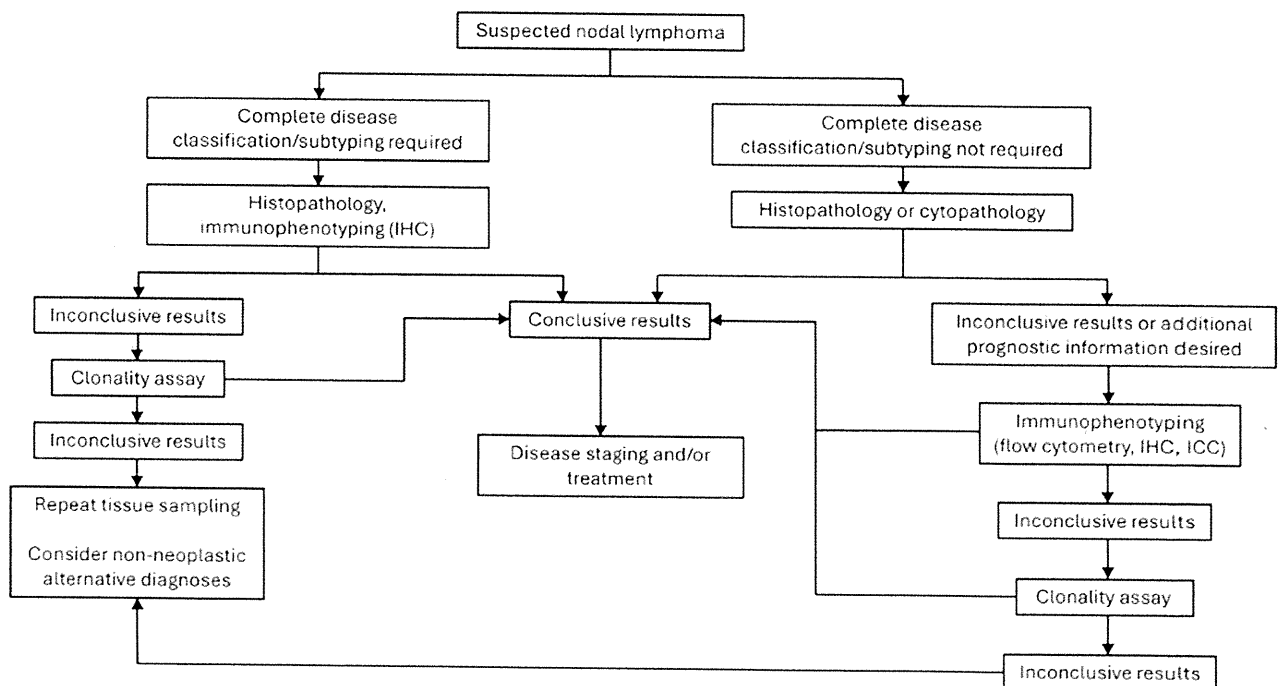 Suspected nodal lymphoma
Complete disease
classification/subtyping required
Complete disease
classification/subtyping not required
Histopathology,
immunophenotyping (IHC)
Histopathology or cytopathology
Inconclusive results
Conclusive results
Inconclusive results or additional
prognostic information desired
Clonality assay
Inconclusive results
Immunophenotyping
(flow cytometry, IHC, ICC)
Disease staging and/or
treatment
Repeat tissue sampling
Consider non-neoplastic
alternative diagnoses
Inconclusive results
Clonality assay
Inconclusive results